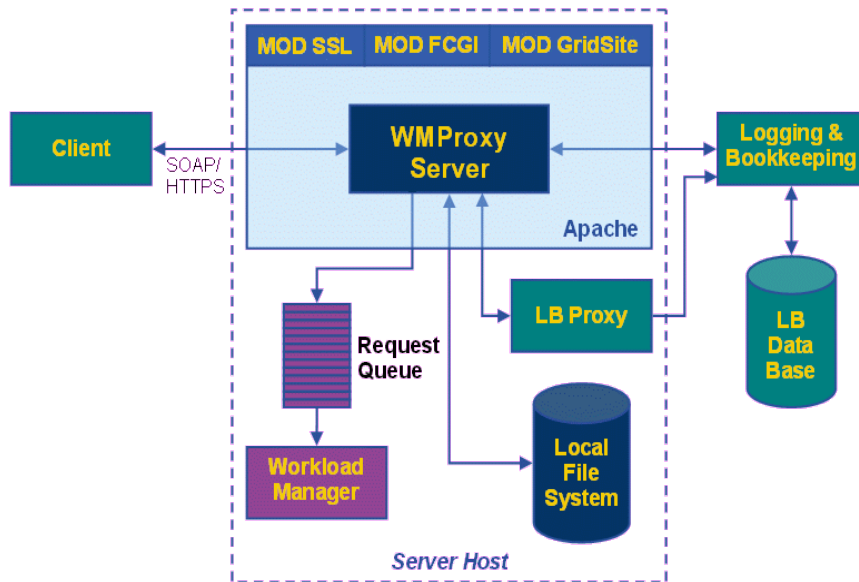 MOD SSL MOD FCGI MOD GridSite
Client
SOAP/
HTTPS
WMProxy
Server
Logging &
Bookkeeping
Apache
LB Proxy
LB
Data
Base
Request
Queue
Workload
Manager
Local
File
System
Server Host